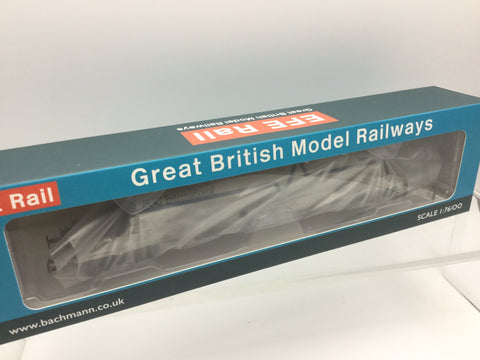 EFE Rail
Great British Model Railways
Great British Model Railways
Rail
SCALE 1:76/OO
www.bachmann.co.uk